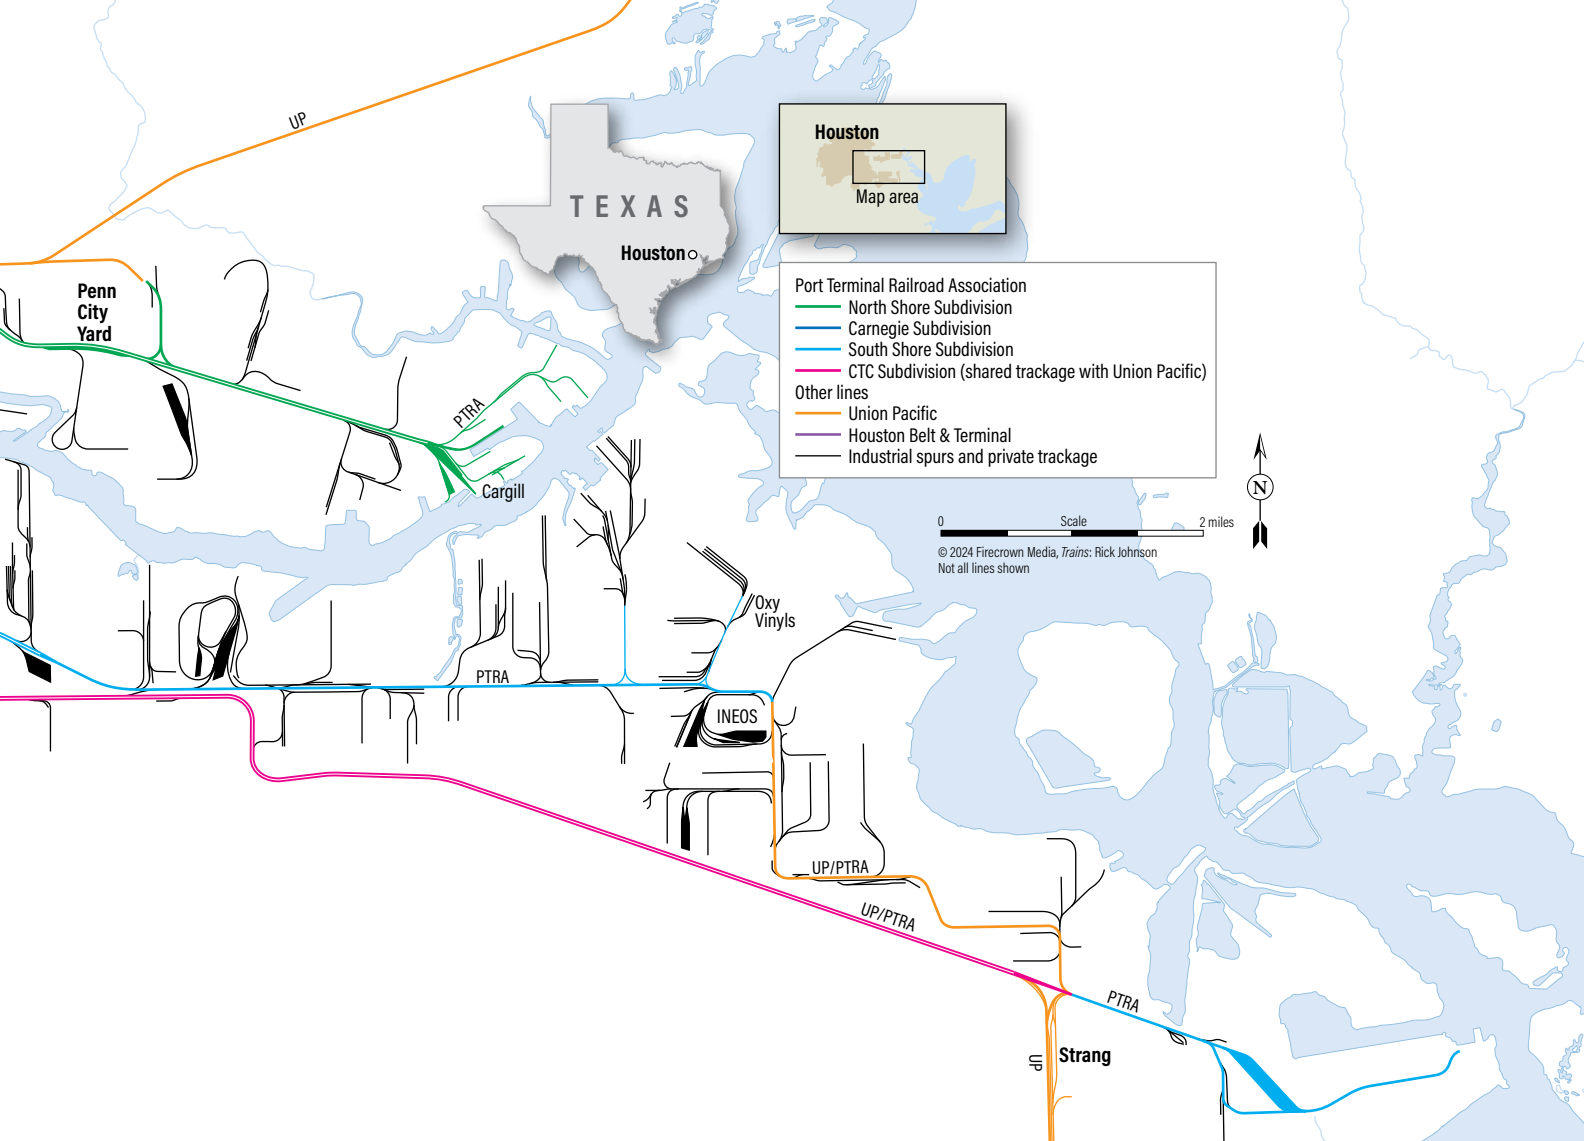 UP
TEXAS
Houston
Houston
Map area
Penn
City
Yard
Port Terminal Railroad Association
North Shore Subdivision
Carnegie Subdivision
South Shore Subdivision
CTC Subdivision (shared trackage with Union Pacific)
Other lines
Union Pacific
Houston Belt & Terminal
Industrial spurs and private trackage
PTRA
Cargill
N
0 Scale 2 miles
© 2024 Firecrown Media, Trains: Rick Johnson
Not all lines shown
Oxy
Vinyls
PTRA
INEOS
UP/PTRA
UP/PTRA
PTRA
UP
Strang